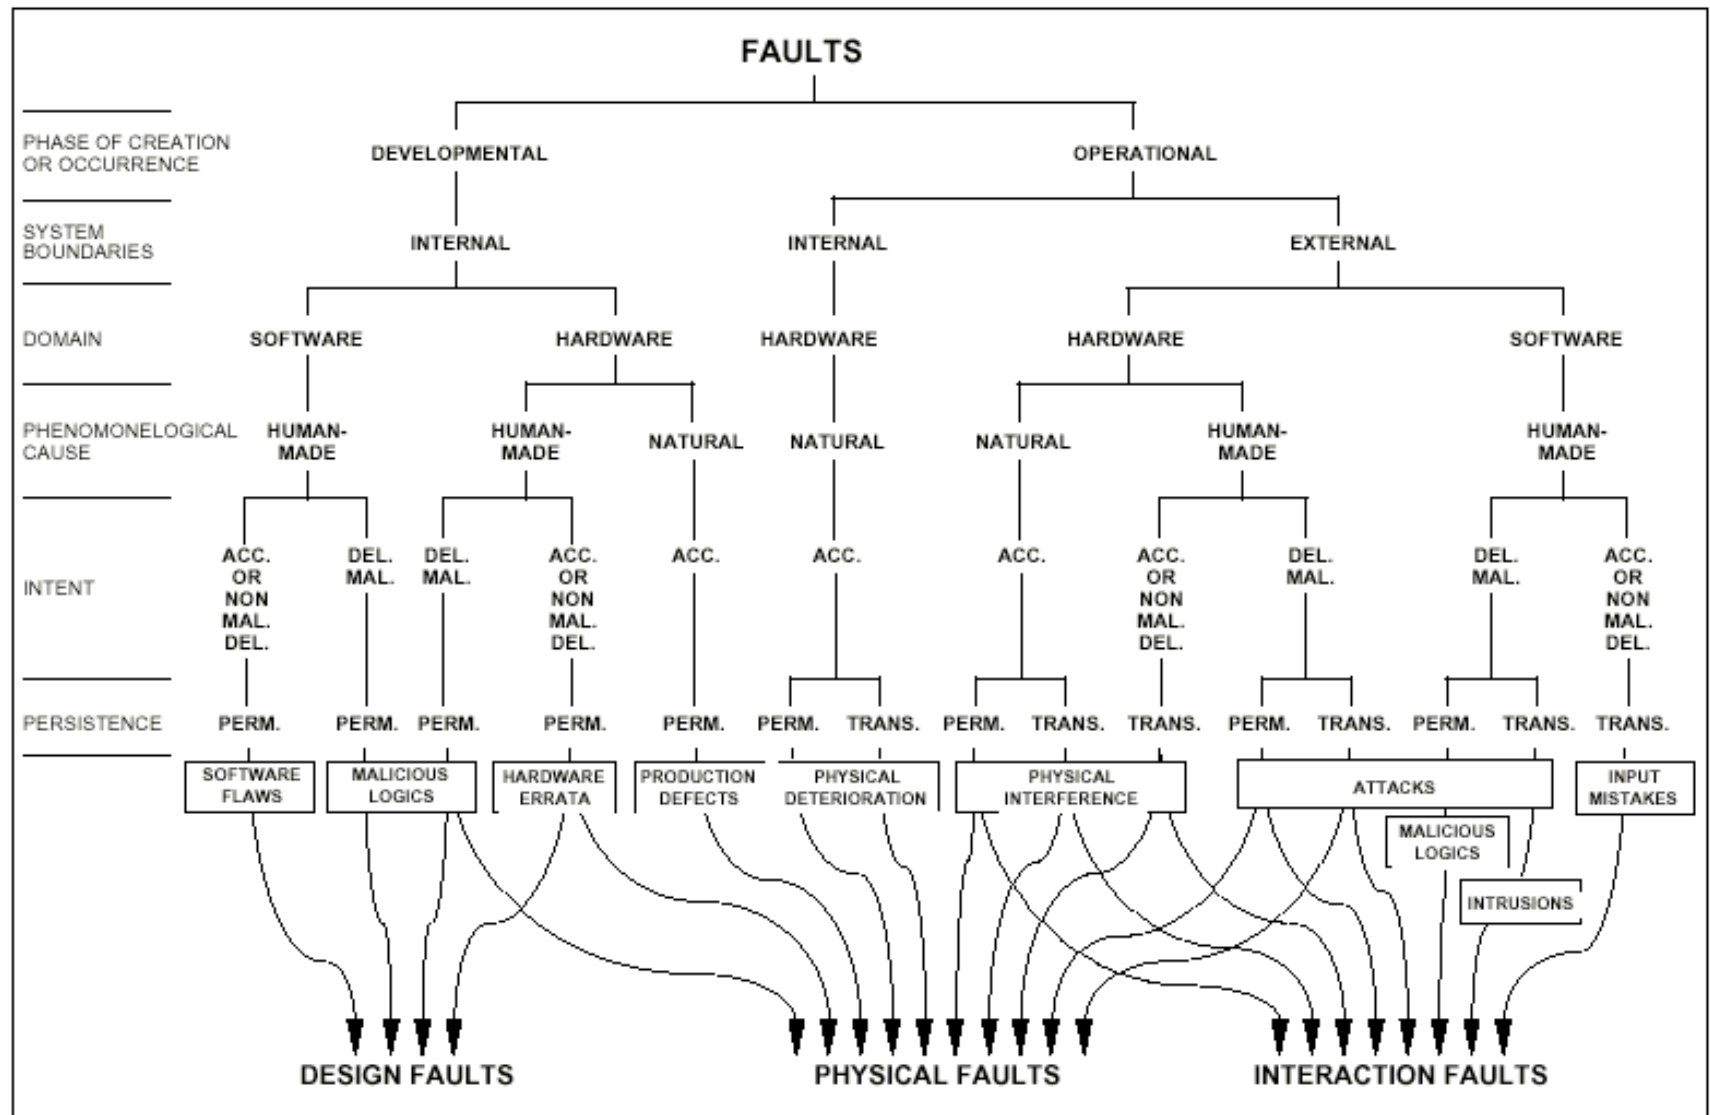 FAULTS
PHASE OF CREATION
OR OCCURRENCE
DEVELOPMENTAL
OPERATIONAL
SYSTEM
BOUNDARIES
INTERNAL
INTERNAL
EXTERNAL
DOMAIN
SOFTWARE
HARDWARE
HARDWARE
HARDWARE
SOFTWARE
PHENOMONELOGICAL
CAUSE
HUMAN-
MADE
HUMAN-
MADE
NATURAL
NATURAL
NATURAL
HUMAN-
MADE
HUMAN-
MADE
INTENT
ACC.
OR
NON
MAL.
DEL.
DEL.
MAL.
DEL.
MAL.
ACC.
OR
NON
MAL.
DEL.
ACC.
ACC.
ACC.
ACC.
OR
NON
MAL.
DEL.
DEL.
MAL.
DEL.
MAL.
ACC.
OR
NON
MAL.
DEL.
PERSISTENCE
PERM.
PERM.
PERM.
PERM.
PERM.
PERM.
TRANS.
PERM.
TRANS.
TRANS.
PERM.
TRANS.
PERM.
TRANS.
TRANS.
SOFTWARE
FLAWS
MALICIOUS
LOGICS
HARDWARE
ERRATA
PRODUCTION
DEFECTS
PHYSICAL
DETERIORATION
PHYSICAL
INTERFERENCE
ATTACKS
INPUT
MISTAKES
MALICIOUS
LOGICS
INTRUSIONS
DESIGN FAULTS
PHYSICAL FAULTS
INTERACTION FAULTS